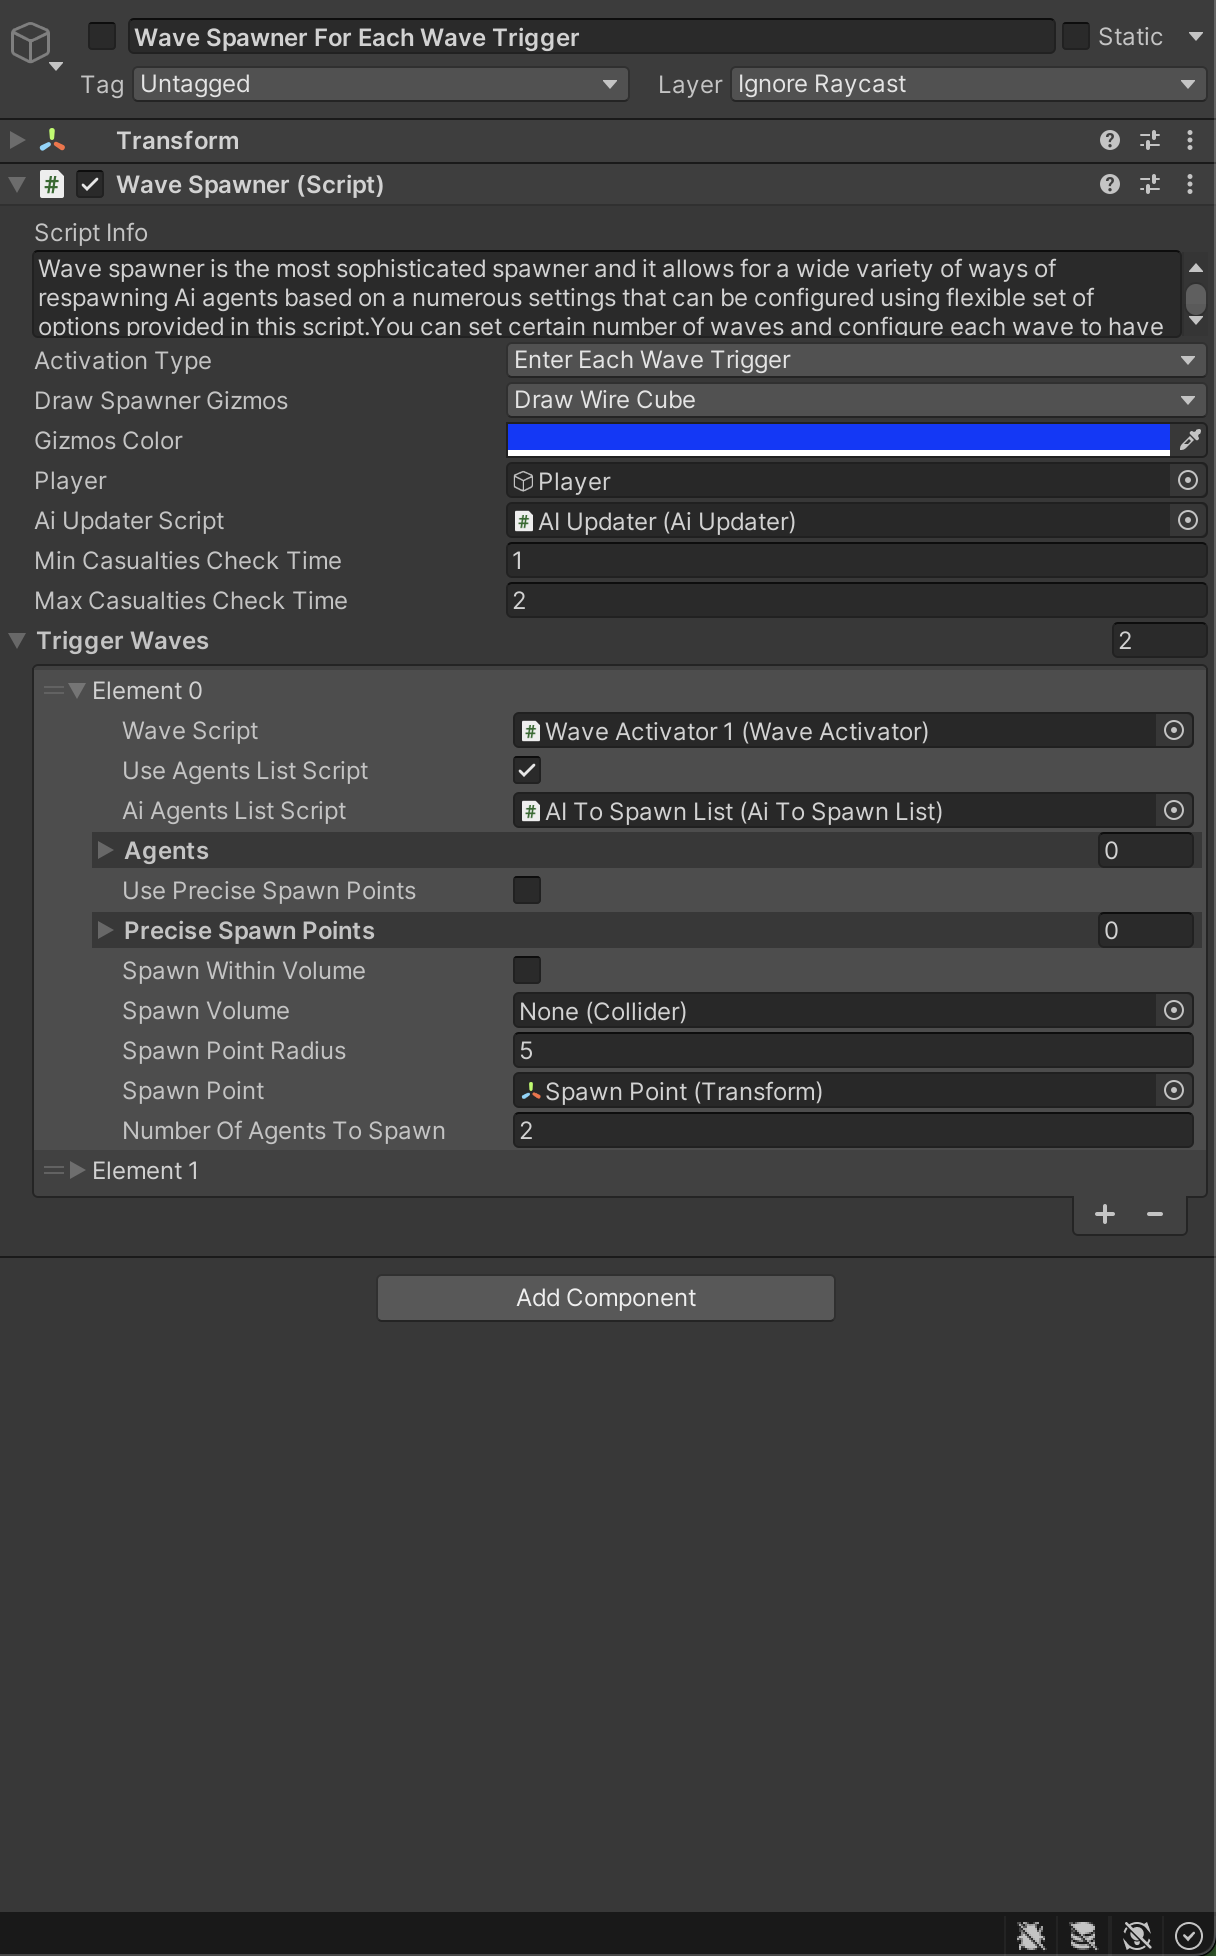 Wave Spawner For Each Wave Trigger
Static
Tag Untagged Layer Ignore Raycast
Transform
Wave Spawner (Script)
Script Info
Wave spawner is the most sophisticated spawner and it allows for a wide variety of ways of
respawning Ai agents based on a numerous settings that can be configured using flexible set of
options provided in this script.You can set certain number of waves and configure each wave to have
Activation Type Enter Each Wave Trigger
Draw Spawner Gizmos Draw Wire Cube
Gizmos Color
Player Player
Ai Updater Script # AI Updater (Ai Updater)
Min Casualties Check Time 1
Max Casualties Check Time 2
Trigger Waves 2
Element 0
Wave Script # Wave Activator 1 (Wave Activator)
Use Agents List Script
Ai Agents List Script # AI To Spawn List (Ai To Spawn List)
Agents 0
Use Precise Spawn Points
Precise Spawn Points 0
Spawn Within Volume
Spawn Volume None (Collider)
Spawn Point Radius 5
Spawn Point Spawn Point (Transform)
Number Of Agents To Spawn 2
Element 1
+ −
Add Component